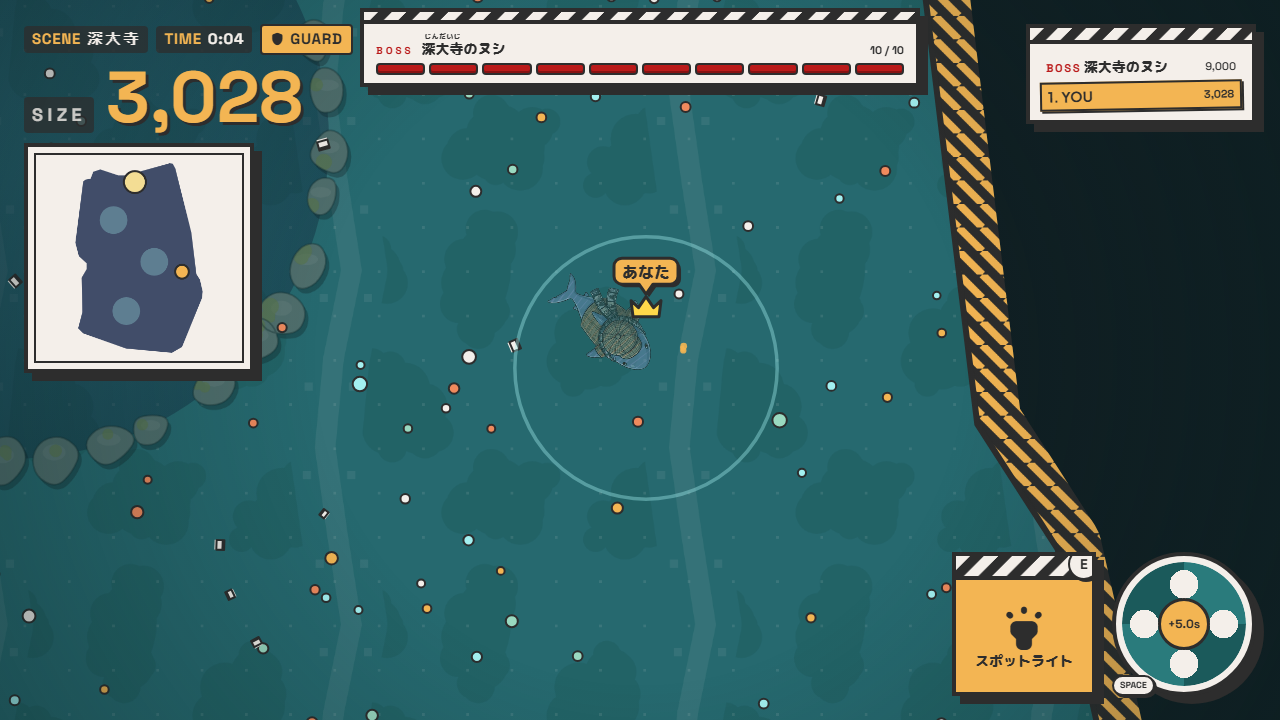 SCENE 深大寺
TIME 0:04
GUARD
SIZE 3,028
じんだいじ
BOSS 深大寺のヌシ
10 / 10
BOSS 深大寺のヌシ 9,000
1. YOU 3,028
あなた
E
スポットライト
+5.0s
SPACE